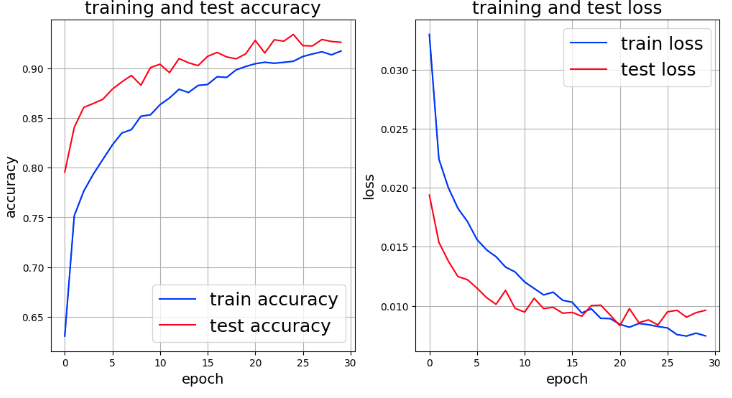 training and test accuracy
accuracy
0.90
0.85
0.80
0.75
0.70
0.65
train accuracy
test accuracy
0 5 10 15 20 25 30
epoch
training and test loss
loss
0.030
0.025
0.020
0.015
0.010
train loss
test loss
0 5 10 15 20 25 30
epoch